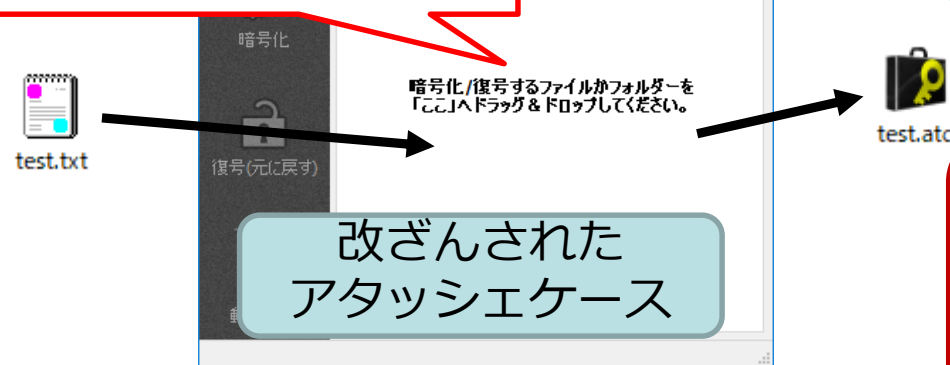 暗号化
暗号化/復号するファイルかフォルダーを
「ここ」へドラッグ&ドロップしてください。
test.txt
test.atc
復号(元に戻す)
改ざんされた
アタッシェケース